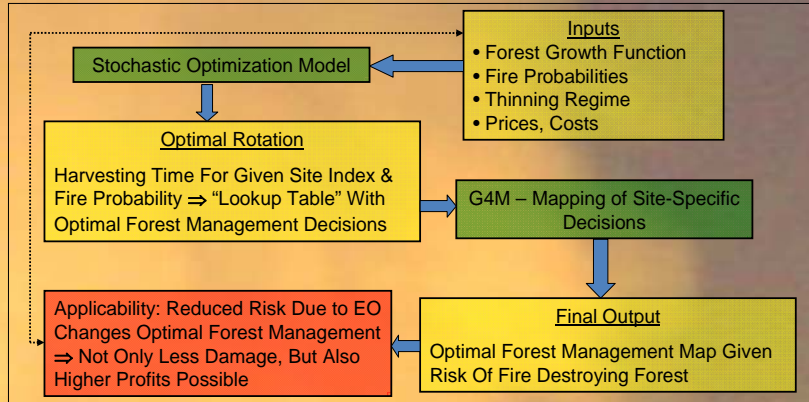 Inputs
• Forest Growth Function
• Fire Probabilities
• Thinning Regime
• Prices, Costs
Stochastic Optimization Model
Optimal Rotation
Harvesting Time For Given Site Index &
Fire Probability ⇒ “Lookup Table” With
Optimal Forest Management Decisions
G4M – Mapping of Site-Specific
Decisions
Final Output
Optimal Forest Management Map Given
Risk Of Fire Destroying Forest
Applicability: Reduced Risk Due to EO
Changes Optimal Forest Management
⇒ Not Only Less Damage, But Also
Higher Profits Possible